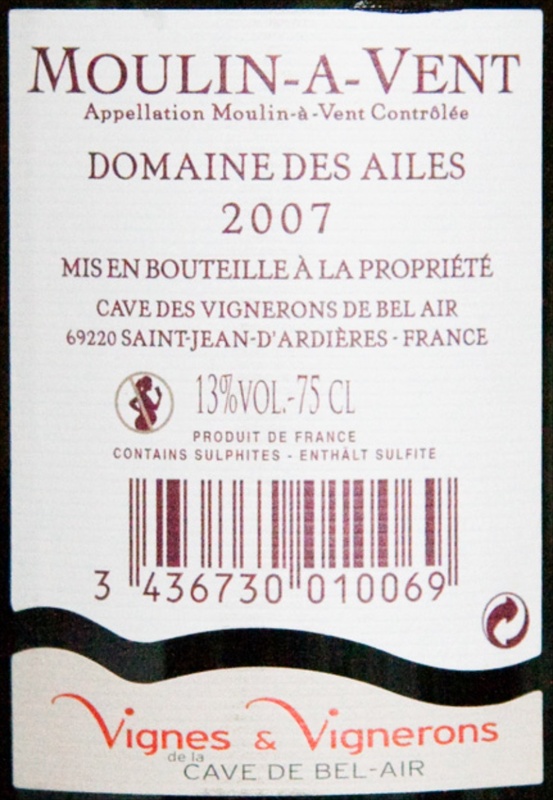 MOULIN-A-VENT
Appellation Moulin-à-Vent Contrôlée
DOMAINE DES AILES
2007
MIS EN BOUTEILLE À LA PROPRIÉTÉ
CAVE DES VIGNERONS DE BEL AIR
69220 SAINT-JEAN-D'ARDIÈRES - FRANCE
13%VOL.-75 CL
PRODUIT DE FRANCE
CONTAINS SULPHITES - ENTHÄLT SULFITE
3 436730 010069
Vignes & Vignerons
de la
CAVE DE BEL-AIR